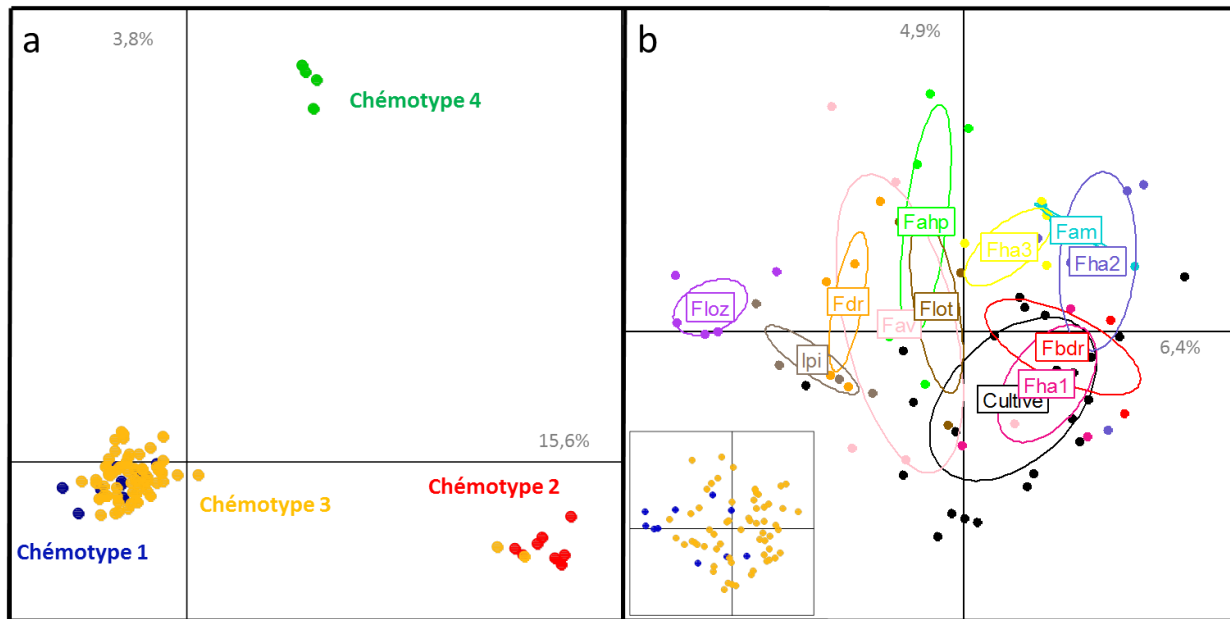 a
3,8%
Chémotype 4
15,6%
Chémotype 2
Chémotype 3
Chémotype 1
b
4,9%
Fahp
Fam
Fha3
Fha2
Floz
Fdr
Flot
Fav
6,4%
Fbdr
Ipi
Fha1
Cultive